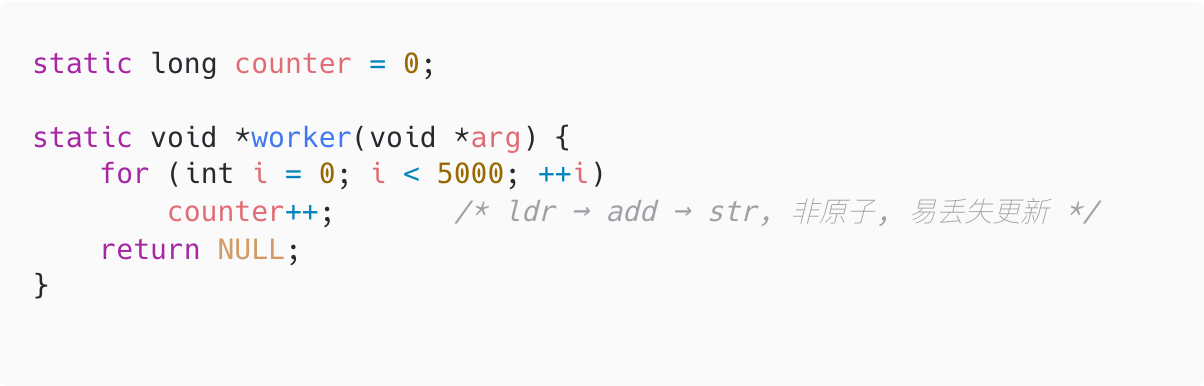 static long counter = 0;
static void *worker(void *arg) {
    for (int i = 0; i < 5000; ++i)
        counter++;       /* ldr → add → str, 非原子, 易丢失更新 */
    return NULL;
}